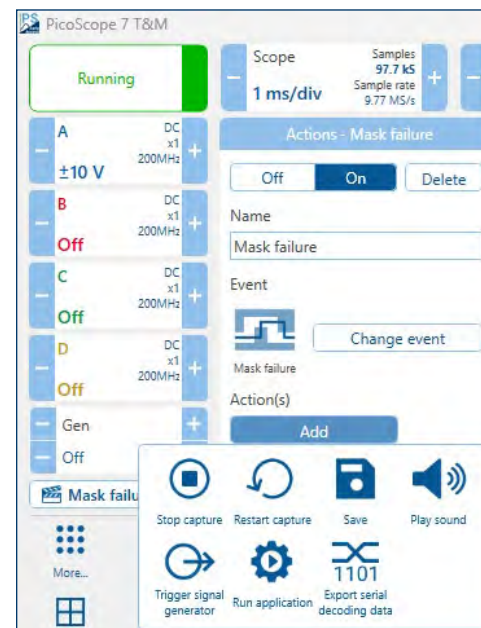 PS
PicoScope 7 T&M
Running
Scope
1 ms/div
Samples
97.7 kS
Sample rate
9.77 MS/s
A
±10 V
DC
x1
200MHz
B
Off
DC
x1
200MHz
C
Off
DC
x1
200MHz
D
Off
DC
x1
200MHz
Gen
Off
Mask failu
More...
Actions - Mask failure
Off
On
Delete
Name
Mask failure
Event
Mask failure
Change event
Action(s)
Add
Stop capture
Restart capture
Save
Play sound
Trigger signal
generator
Run application
1101
Export serial
decoding data